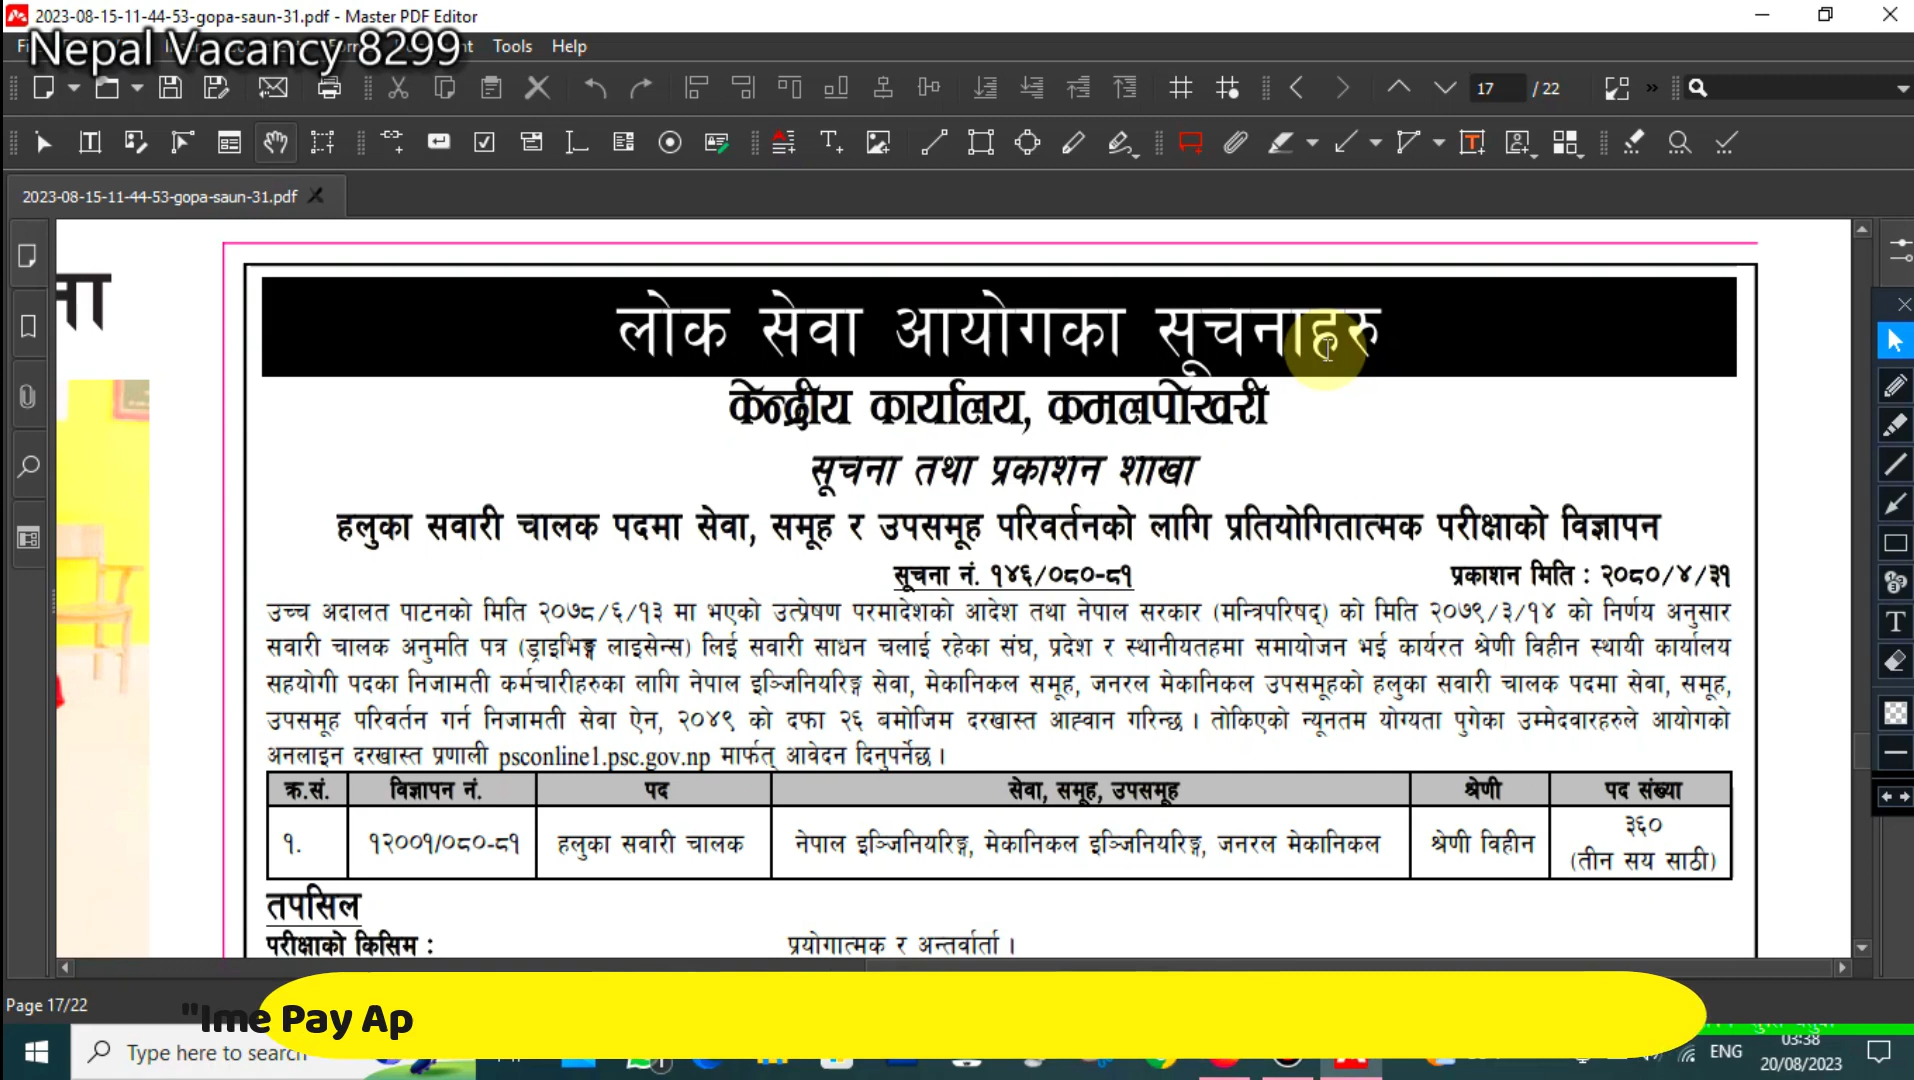 2023-08-15-11-44-53-gopa-saun-31.pdf - Master PDF Editor
Nepal Vacancy 8299
Tools Help
17 / 22
2023-08-15-11-44-53-gopa-saun-31.pdf
लोक सेवा आयोगका सूचनाहरु
केन्द्रीय कार्यालय, कमलपोखरी
सूचना तथा प्रकाशन शाखा
हलुका सवारी चालक पदमा सेवा, समूह र उपसमूह परिवर्तनको लागि प्रतियोगितात्मक परीक्षाको विज्ञापन
सूचना नं. १४६/०८०-८१ प्रकाशन मिति : २०८०/४/३१
उच्च अदालत पाटनको मिति २०७८/६/१३ मा भएको उत्प्रेषण परमादेशको आदेश तथा नेपाल सरकार (मन्त्रिपरिषद्) को मिति २०७९/३/१४ को निर्णय अनुसार
सवारी चालक अनुमति पत्र (ड्राइभिङ्ग लाइसेन्स) लिई सवारी साधन चलाई रहेका संघ, प्रदेश र स्थानीयतहमा समायोजन भई कार्यरत श्रेणी विहीन स्थायी कार्यालय
सहयोगी पदका निजामती कर्मचारीहरुका लागि नेपाल इञ्जिनियरिङ्ग सेवा, मेकानिकल समूह, जनरल मेकानिकल उपसमूहको हलुका सवारी चालक पदमा सेवा, समूह,
उपसमूह परिवर्तन गर्न निजामती सेवा ऐन, २०४९ को दफा २६ बमोजिम दरखास्त आह्वान गरिन्छ । तोकिएको न्यूनतम योग्यता पुगेका उम्मेदवारहरुले आयोगको
अनलाइन दरखास्त प्रणाली psconline1.psc.gov.np मार्फत् आवेदन दिनुपर्नेछ ।
क्र.सं. विज्ञापन नं. पद सेवा, समूह, उपसमूह श्रेणी पद संख्या
१. १२००१/०८०-८१ हलुका सवारी चालक नेपाल इञ्जिनियरिङ्ग, मेकानिकल इञ्जिनियरिङ्ग, जनरल मेकानिकल श्रेणी विहीन ३६०
(तीन सय साठी)
तपसिल
परीक्षाको किसिम : प्रयोगात्मक र अन्तर्वार्ता ।
Page 17/22
"Ime Pay Ap
Type here to search
ENG
03:38
20/08/2023